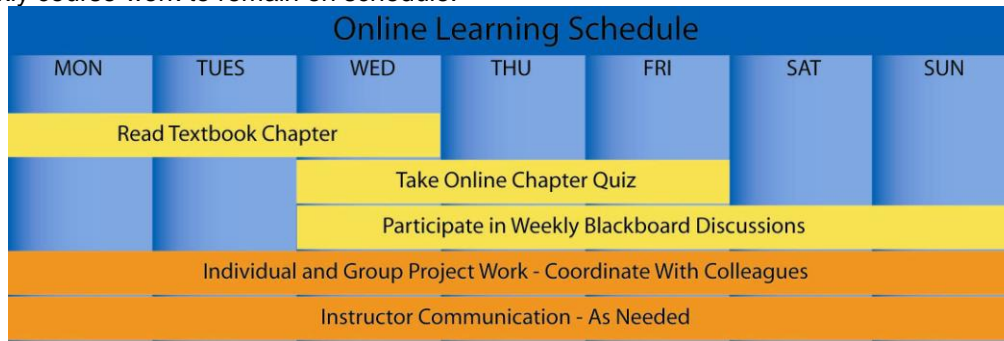 course work to remain on schedule.
Online Learning Schedule
MON TUES WED THU FRI SAT SUN
Read Textbook Chapter
Take Online Chapter Quiz
Participate in Weekly Blackboard Discussions
Individual and Group Project Work - Coordinate With Colleagues
Instructor Communication - As Needed